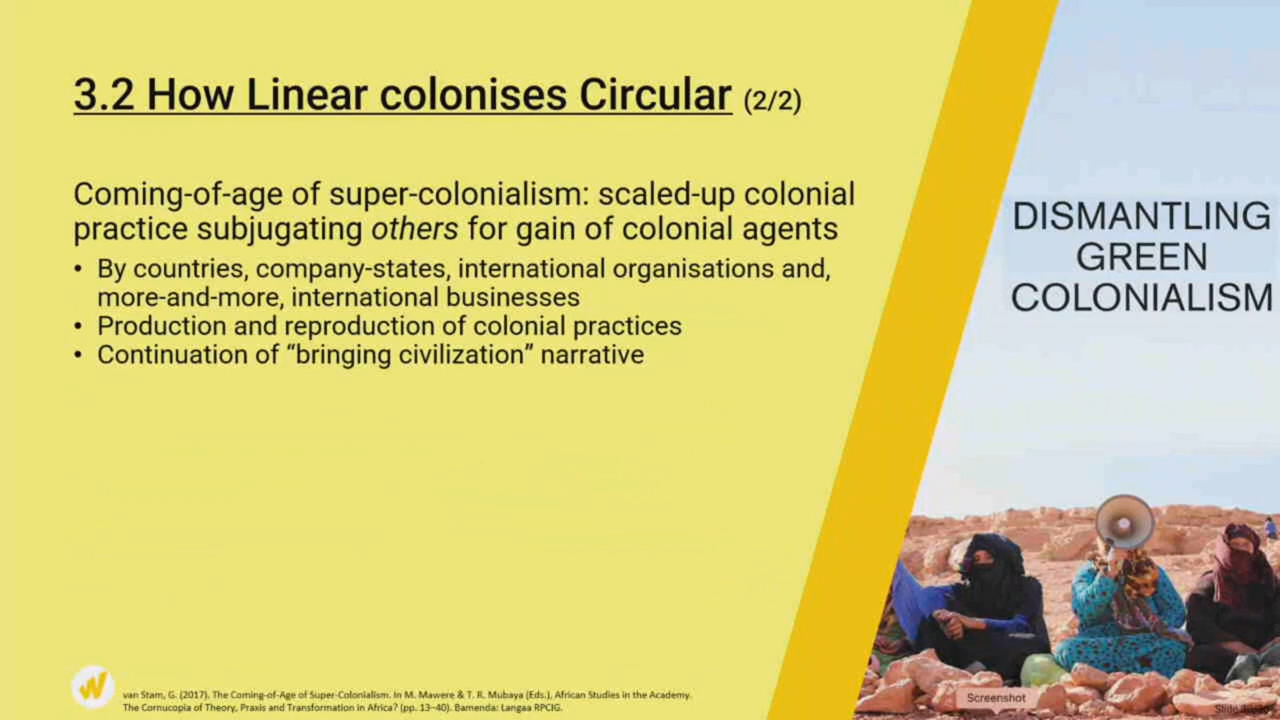 3.2 How Linear colonises Circular (2/2)
Coming-of-age of super-colonialism: scaled-up colonial
practice subjugating others for gain of colonial agents
• By countries, company-states, international organisations and,
more-and-more, international businesses
• Production and reproduction of colonial practices
• Continuation of “bringing civilization” narrative
DISMANTLING
GREEN
COLONIALISM
van Stam, G. (2017). The Coming-of-Age of Super-Colonialism. In M. Mawere & T. R. Mubaya (Eds.), African Studies in the Academy.
The Cornucopia of Theory, Praxis and Transformation in Africa? (pp. 13–40). Bamenda: Langaa RPCIG.
Screenshot
Slide